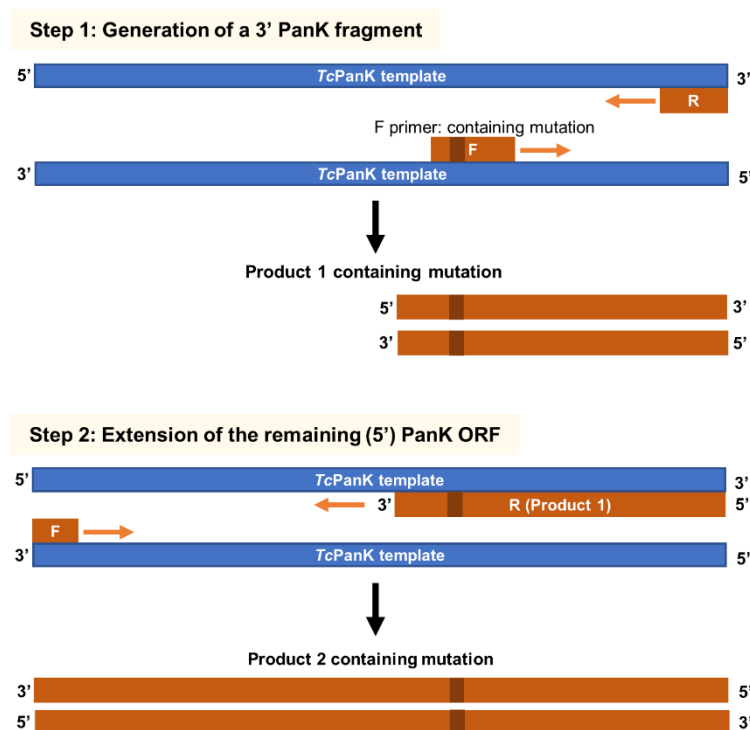 Step 1: Generation of a 3’ PanK fragment
5’ TcPanK template 3’
R
F primer: containing mutation
F
3’ TcPanK template 5’
Product 1 containing mutation
5’ 3’
3’ 5’
Step 2: Extension of the remaining (5’) PanK ORF
5’ TcPanK template 3’
3’ R (Product 1) 5’
F
3’ TcPanK template 5’
Product 2 containing mutation
3’ 5’
5’ 3’